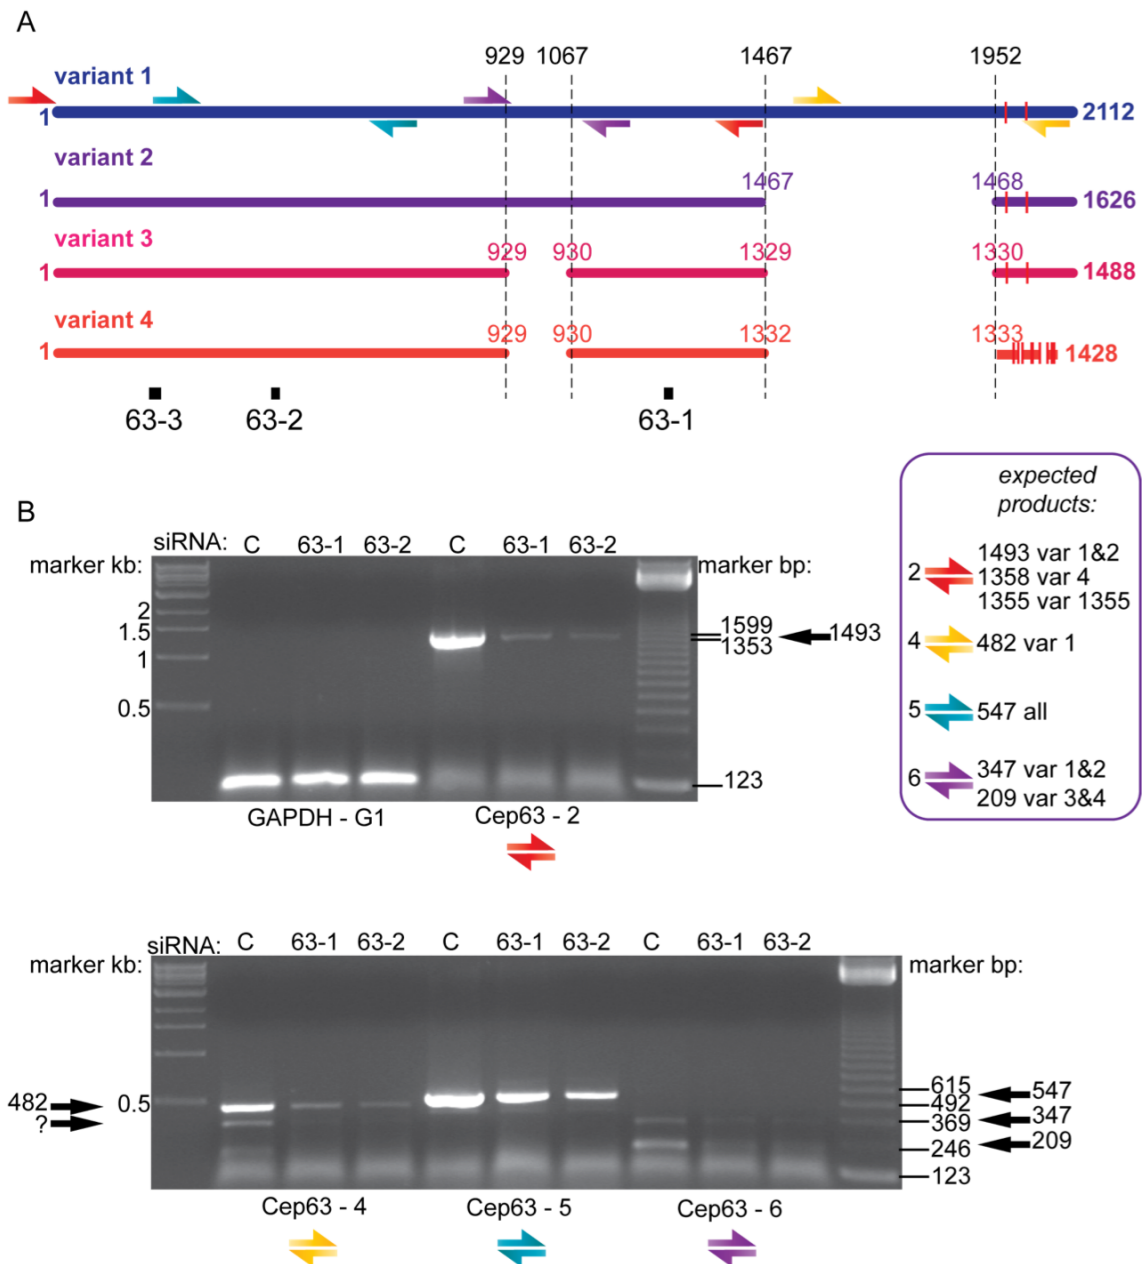 A
929 1067 1467 1952
variant 1
1 2112
variant 2
1467 1468
1 1626
variant 3
929 930 1329 1330
1 1488
variant 4
929 930 1332 1333
1 1428
63-3 63-2 63-1
expected
products:
2 1493 var 1&2
1358 var 4
1355 var 1355
4 482 var 1
5 547 all
6 347 var 1&2
209 var 3&4
B
siRNA: C 63-1 63-2 C 63-1 63-2
marker kb: marker bp:
2
1.5
1
0.5
1599
1353
1493
123
GAPDH - G1 Cep63 - 2
siRNA: C 63-1 63-2 C 63-1 63-2 C 63-1 63-2
marker kb: marker bp:
482 0.5
?
615
492
369
246
123
547
347
209
Cep63 - 4 Cep63 - 5 Cep63 - 6